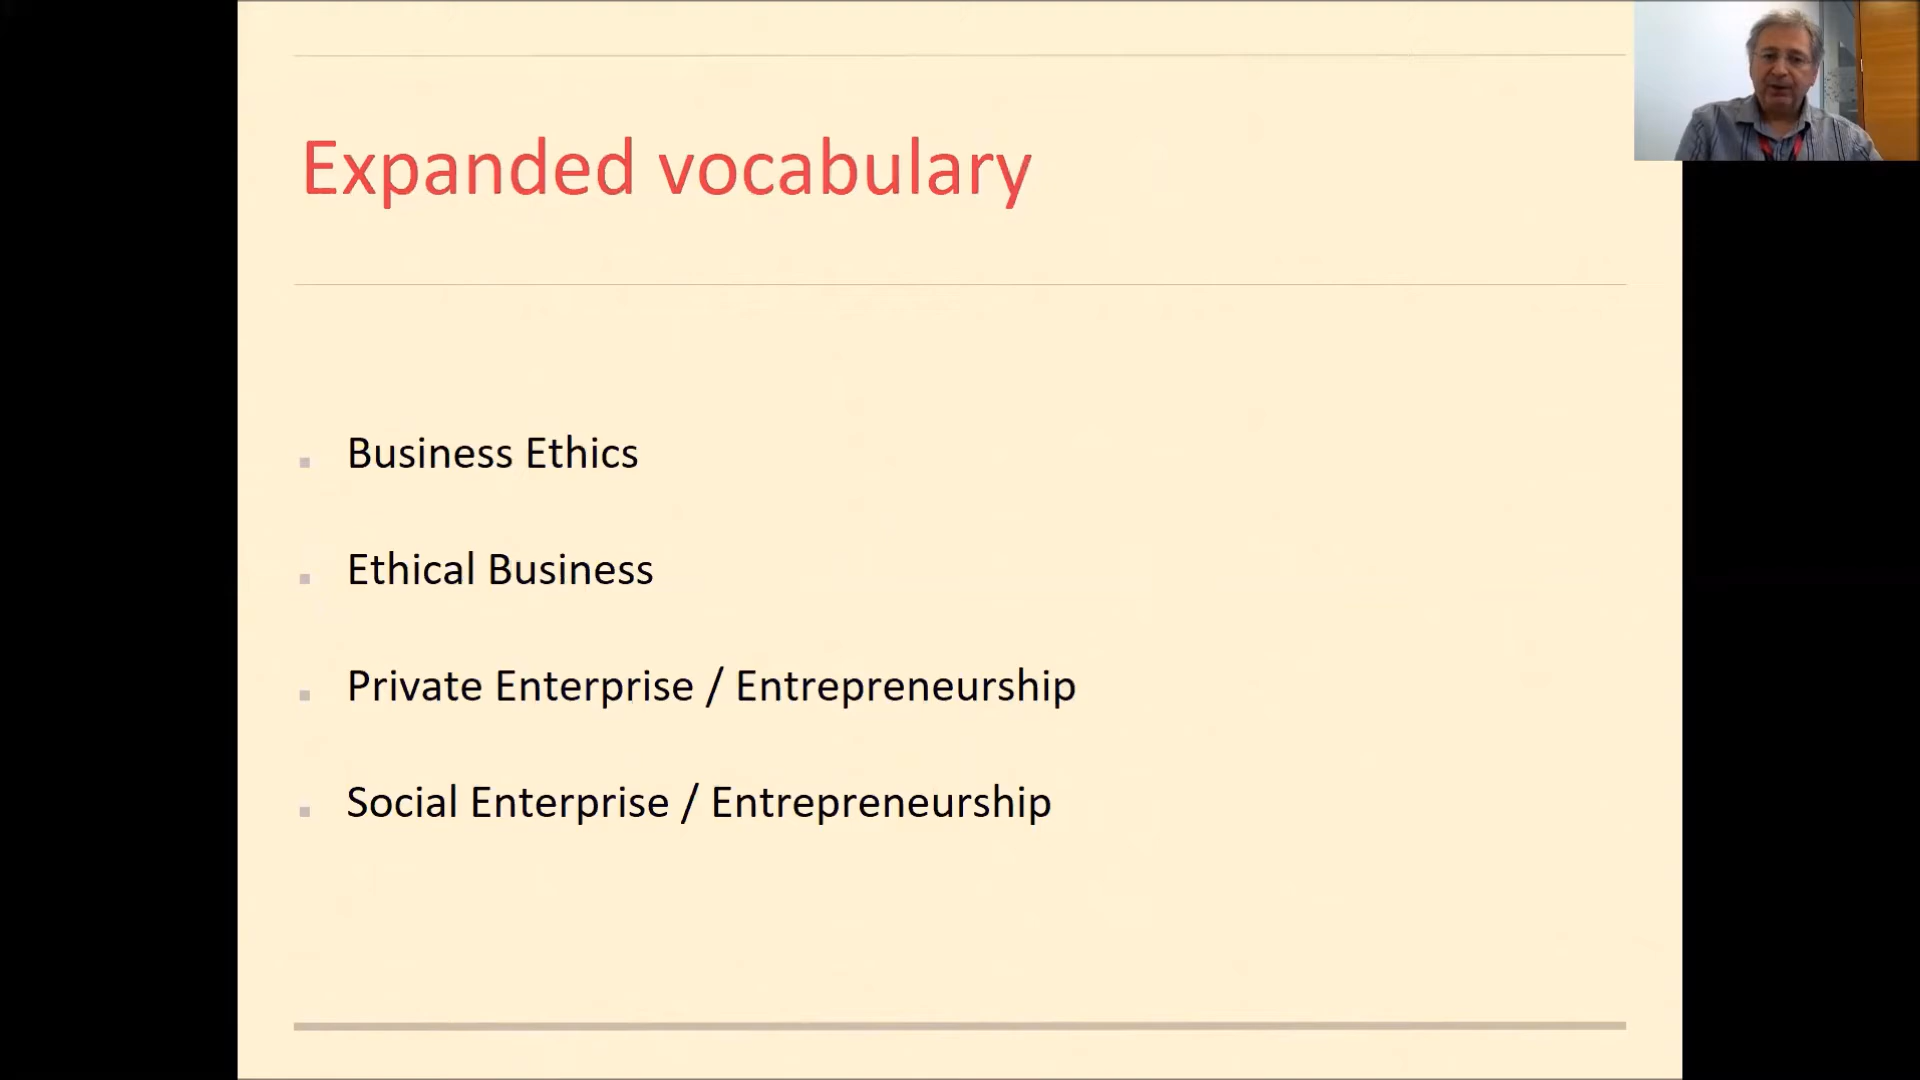 Expanded vocabulary
Business Ethics
Ethical Business
Private Enterprise / Entrepreneurship
Social Enterprise / Entrepreneurship